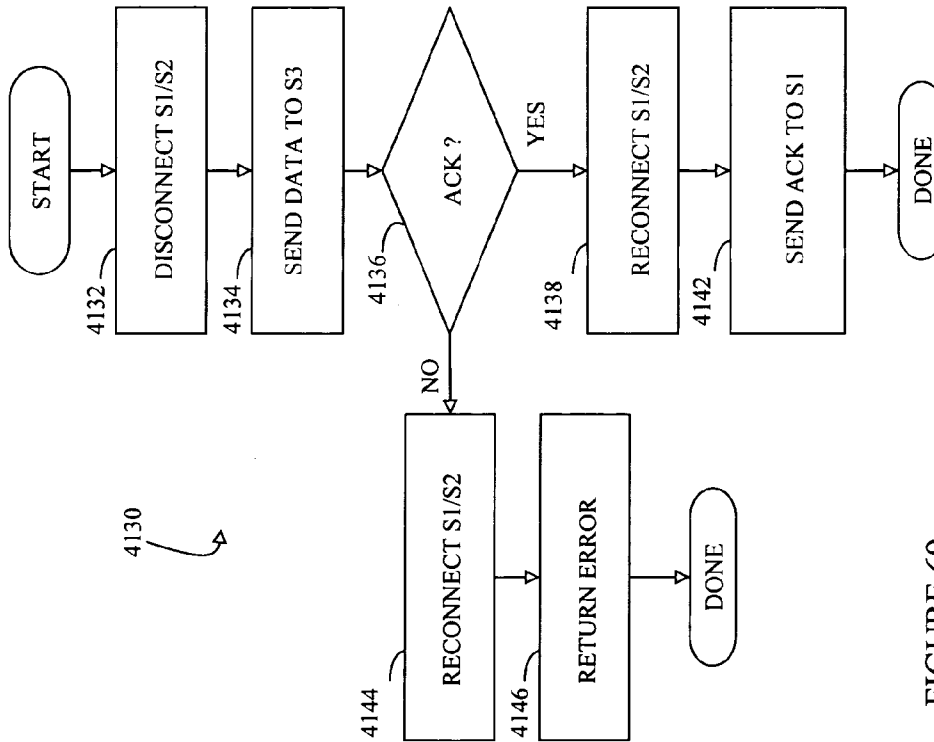 START
4132
DISCONNECT S1/S2
4134
SEND DATA TO S3
4136
ACK ?
NO
YES
4138
RECONNECT S1/S2
4142
SEND ACK TO S1
DONE
4130
4144
RECONNECT S1/S2
4146
RETURN ERROR
DONE